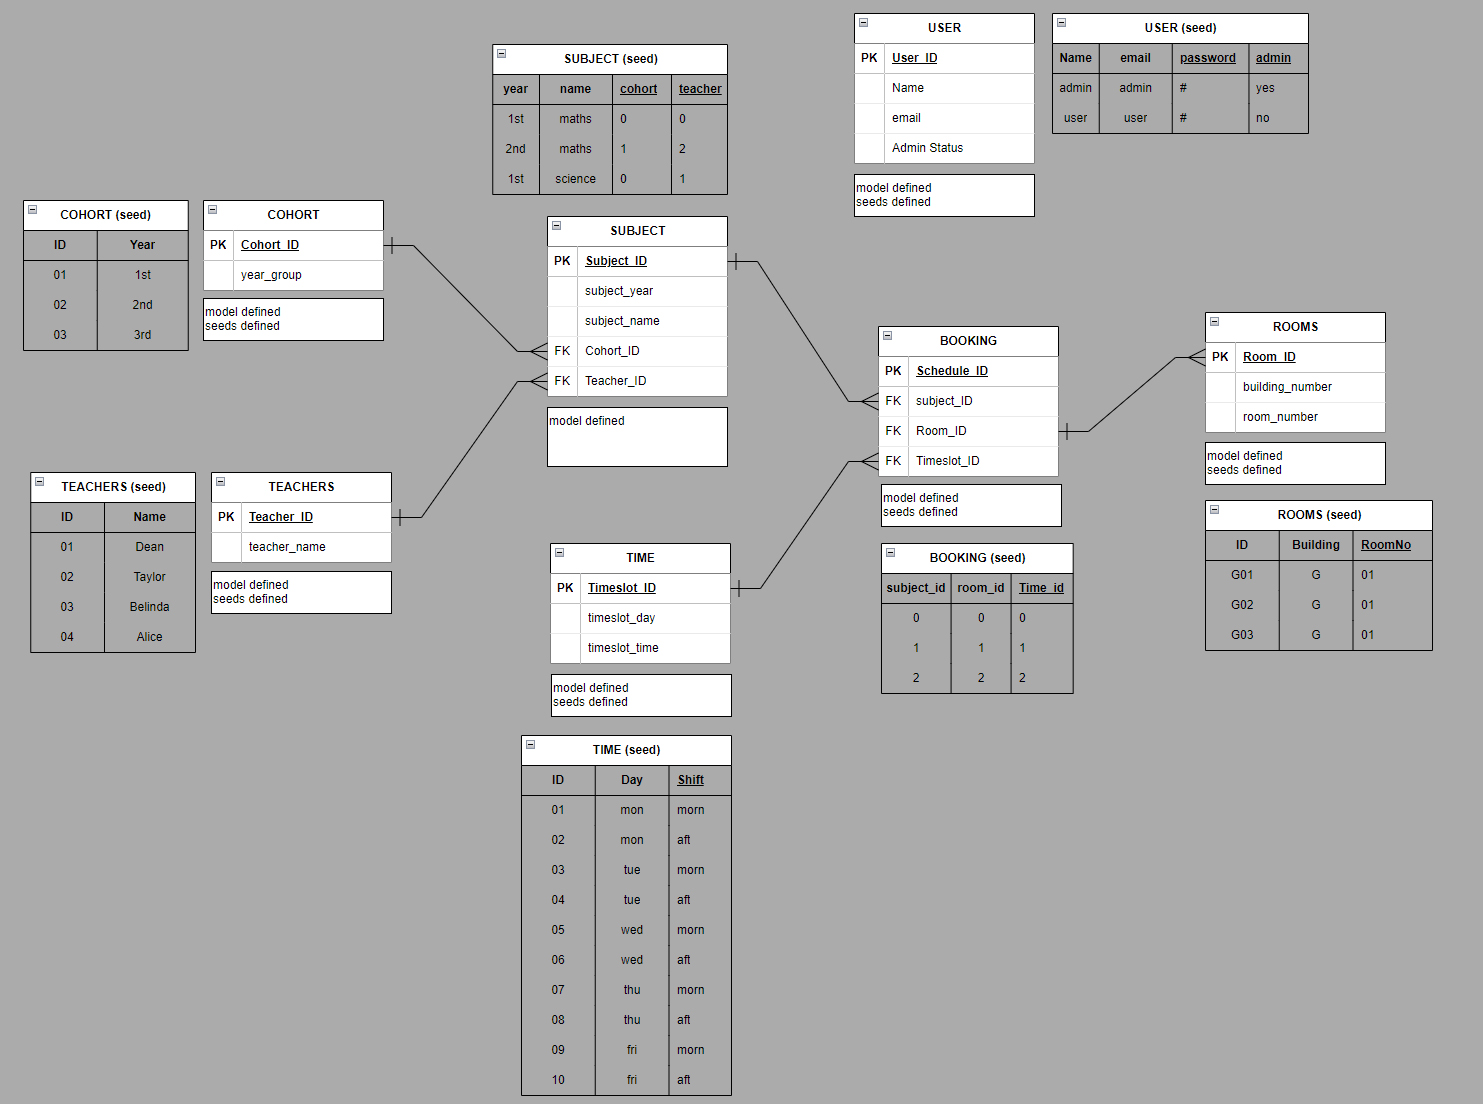 USER
PK User_ID
Name
email
Admin Status
model defined
seeds defined
USER (seed)
Name email password admin
admin admin # yes
user user # no
SUBJECT (seed)
year name cohort teacher
1st maths 0 0
2nd maths 1 2
1st science 0 1
COHORT (seed)
ID Year
01 1st
02 2nd
03 3rd
COHORT
PK Cohort_ID
year_group
model defined
seeds defined
SUBJECT
PK Subject_ID
subject_year
subject_name
FK Cohort_ID
FK Teacher_ID
model defined
BOOKING
PK Schedule_ID
FK subject_ID
FK Room_ID
FK Timeslot_ID
model defined
seeds defined
ROOMS
PK Room_ID
building_number
room_number
model defined
seeds defined
TEACHERS (seed)
ID Name
01 Dean
02 Taylor
03 Belinda
04 Alice
TEACHERS
PK Teacher_ID
teacher_name
model defined
seeds defined
TIME
PK Timeslot_ID
timeslot_day
timeslot_time
model defined
seeds defined
BOOKING (seed)
subject_id room_id Time_id
0 0 0
1 1 1
2 2 2
ROOMS (seed)
ID Building RoomNo
G01 G 01
G02 G 01
G03 G 01
TIME (seed)
ID Day Shift
01 mon morn
02 mon aft
03 tue morn
04 tue aft
05 wed morn
06 wed aft
07 thu morn
08 thu aft
09 fri morn
10 fri aft